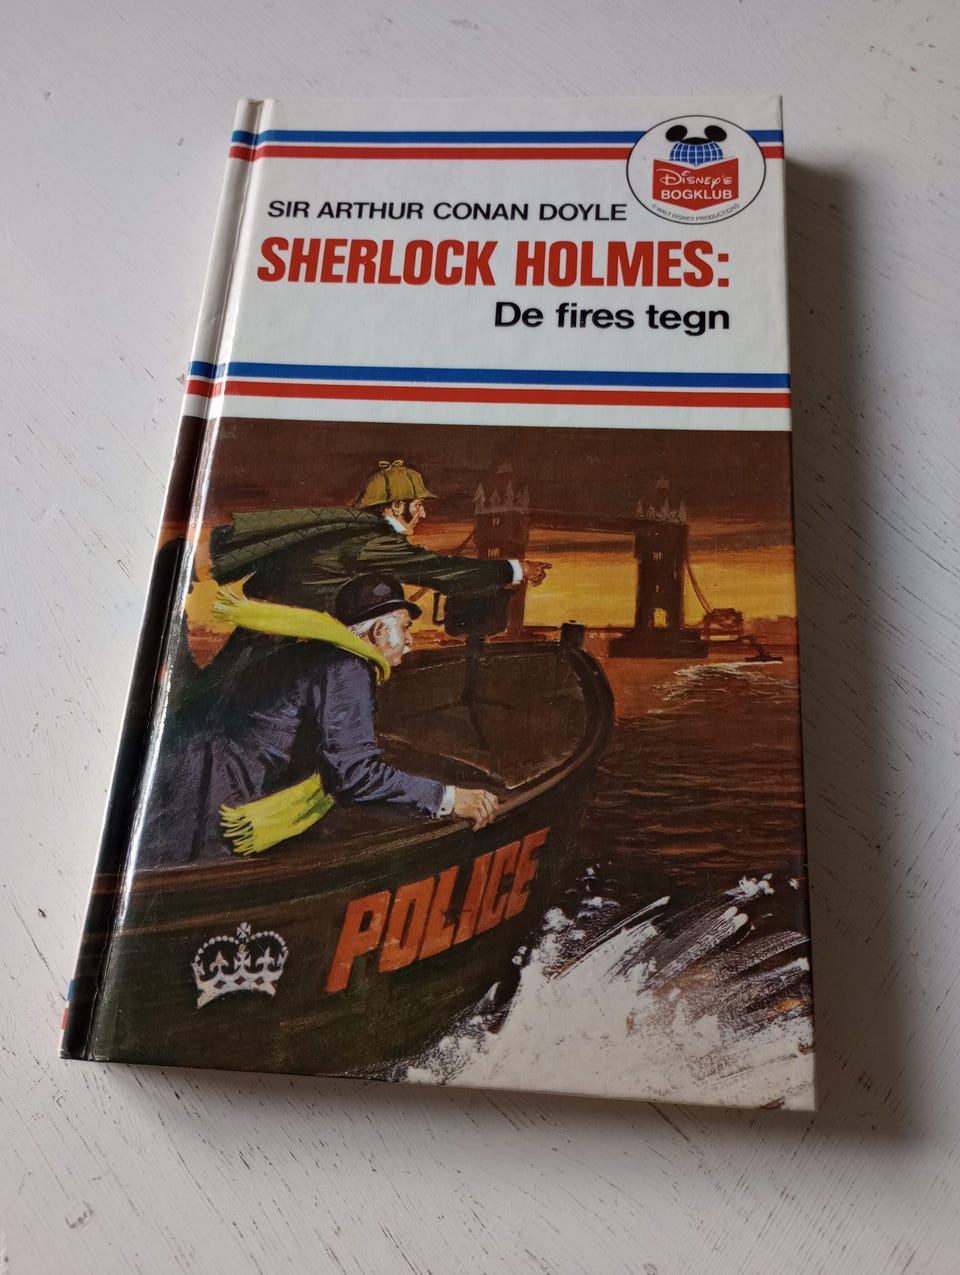 Disney's
BOGKLUB
© WALT DISNEY PRODUCTIONS
SIR ARTHUR CONAN DOYLE
SHERLOCK HOLMES:
De fires tegn
POLICE